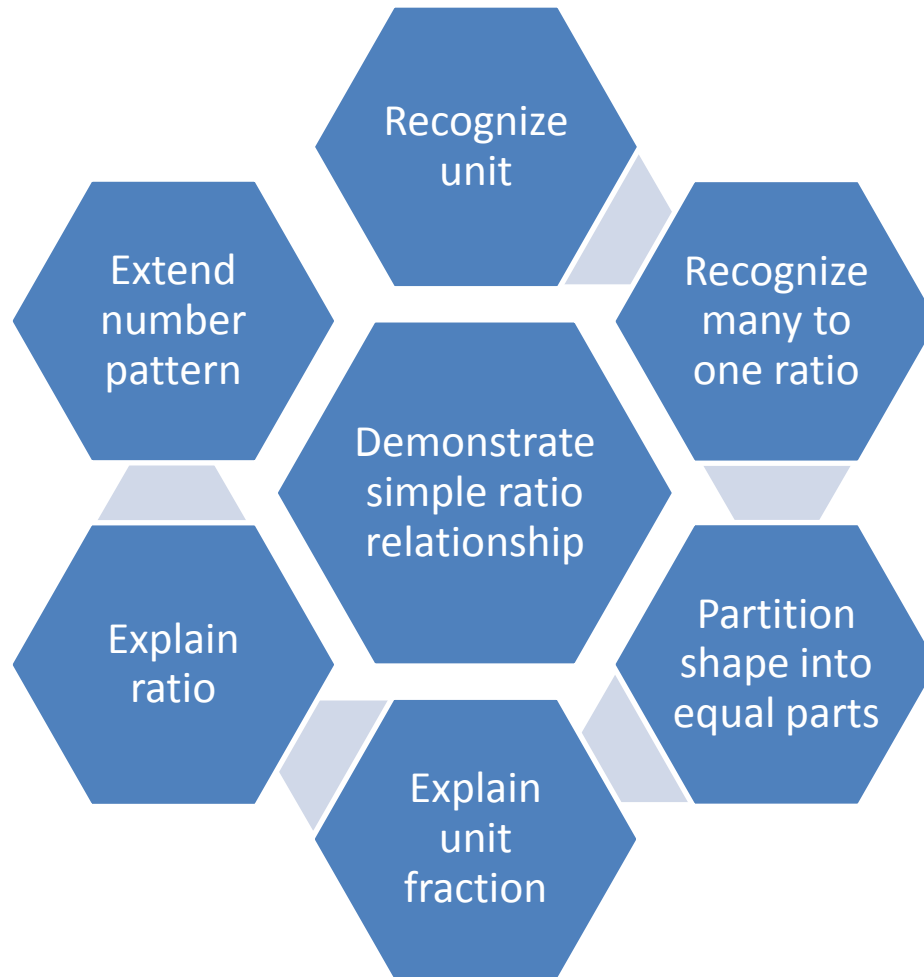 Recognize
unit
Recognize
many to
one ratio
Partition
shape into
equal parts
Explain
unit
fraction
Explain
ratio
Extend
number
pattern
Demonstrate
simple ratio
relationship